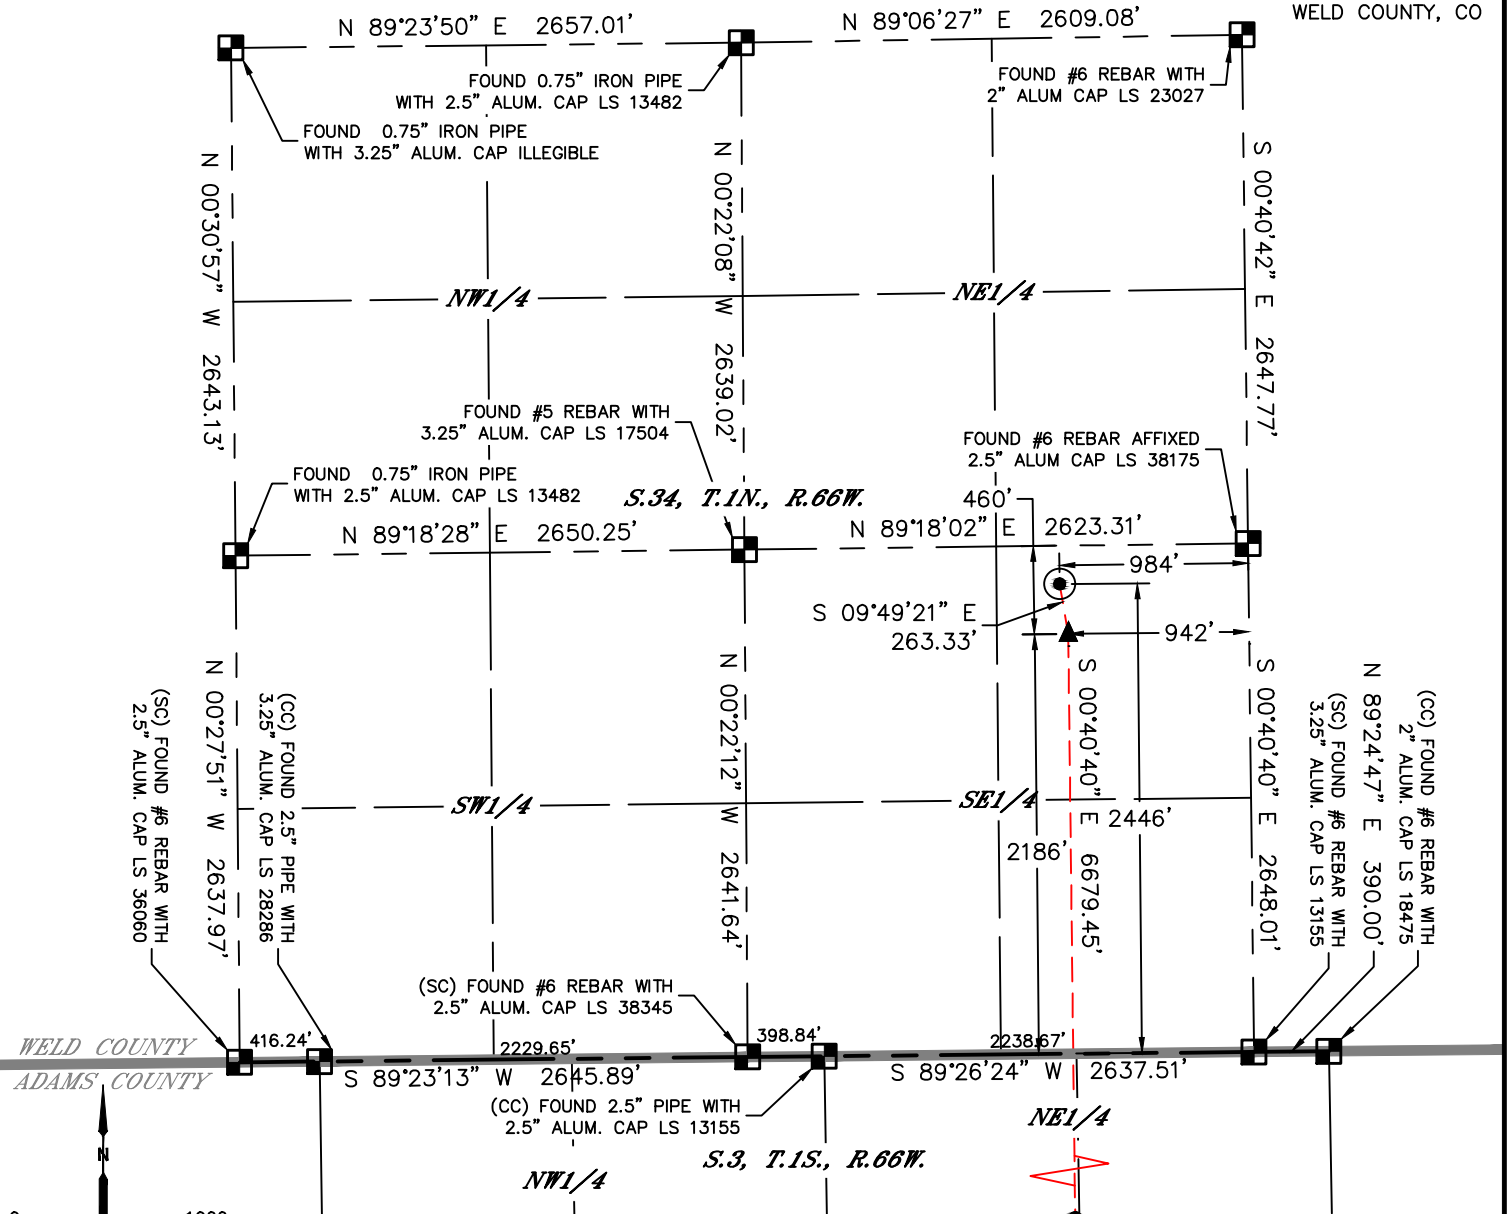 WELD COUNTY, CO
N 89°23'50" E 2657.01'
N 89°06'27" E 2609.08'
FOUND 0.75" IRON PIPE
WITH 2.5" ALUM. CAP LS 13482
FOUND #6 REBAR WITH
2" ALUM CAP LS 23027
FOUND 0.75" IRON PIPE
WITH 3.25" ALUM. CAP ILLEGIBLE
N 00°30'57" W 2643.13'
N 00°22'08" W 2639.02'
S 00°40'42" E 2647.77'
NW1/4
NE1/4
FOUND #5 REBAR WITH
3.25" ALUM. CAP LS 17504
FOUND #6 REBAR AFFIXED
2.5" ALUM CAP LS 38175
FOUND 0.75" IRON PIPE
WITH 2.5" ALUM. CAP LS 13482
S.34, T.1N., R.66W.
460'
N 89°18'28" E 2650.25'
N 89°18'02" E 2623.31'
984'
S 09°49'21" E
263.33'
942'
(SC) FOUND #6 REBAR WITH
2.5" ALUM. CAP LS 36060
N 00°27'51" W 2637.97'
(CC) FOUND 2.5" PIPE WITH
3.25" ALUM. CAP LS 28286
N 00°22'12" W 2641.64'
S 00°40'40" E 6679.45'
S 00°40'40" E 2648.01'
(SC) FOUND #6 REBAR WITH
3.25" ALUM. CAP LS 13155
N 89°24'47" E 390.00'
(CC) FOUND #6 REBAR WITH
2" ALUM. CAP LS 18475
SW1/4
SE1/4
2446'
2186'
(SC) FOUND #6 REBAR WITH
2.5" ALUM. CAP LS 38345
WELD COUNTY
416.24'
2229.65'
398.84'
2238.67'
ADAMS COUNTY
S 89°23'13" W 2645.89'
S 89°26'24" W 2637.51'
(CC) FOUND 2.5" PIPE WITH
2.5" ALUM. CAP LS 13155
NE1/4
N
S.3, T.1S., R.66W.
NW1/4